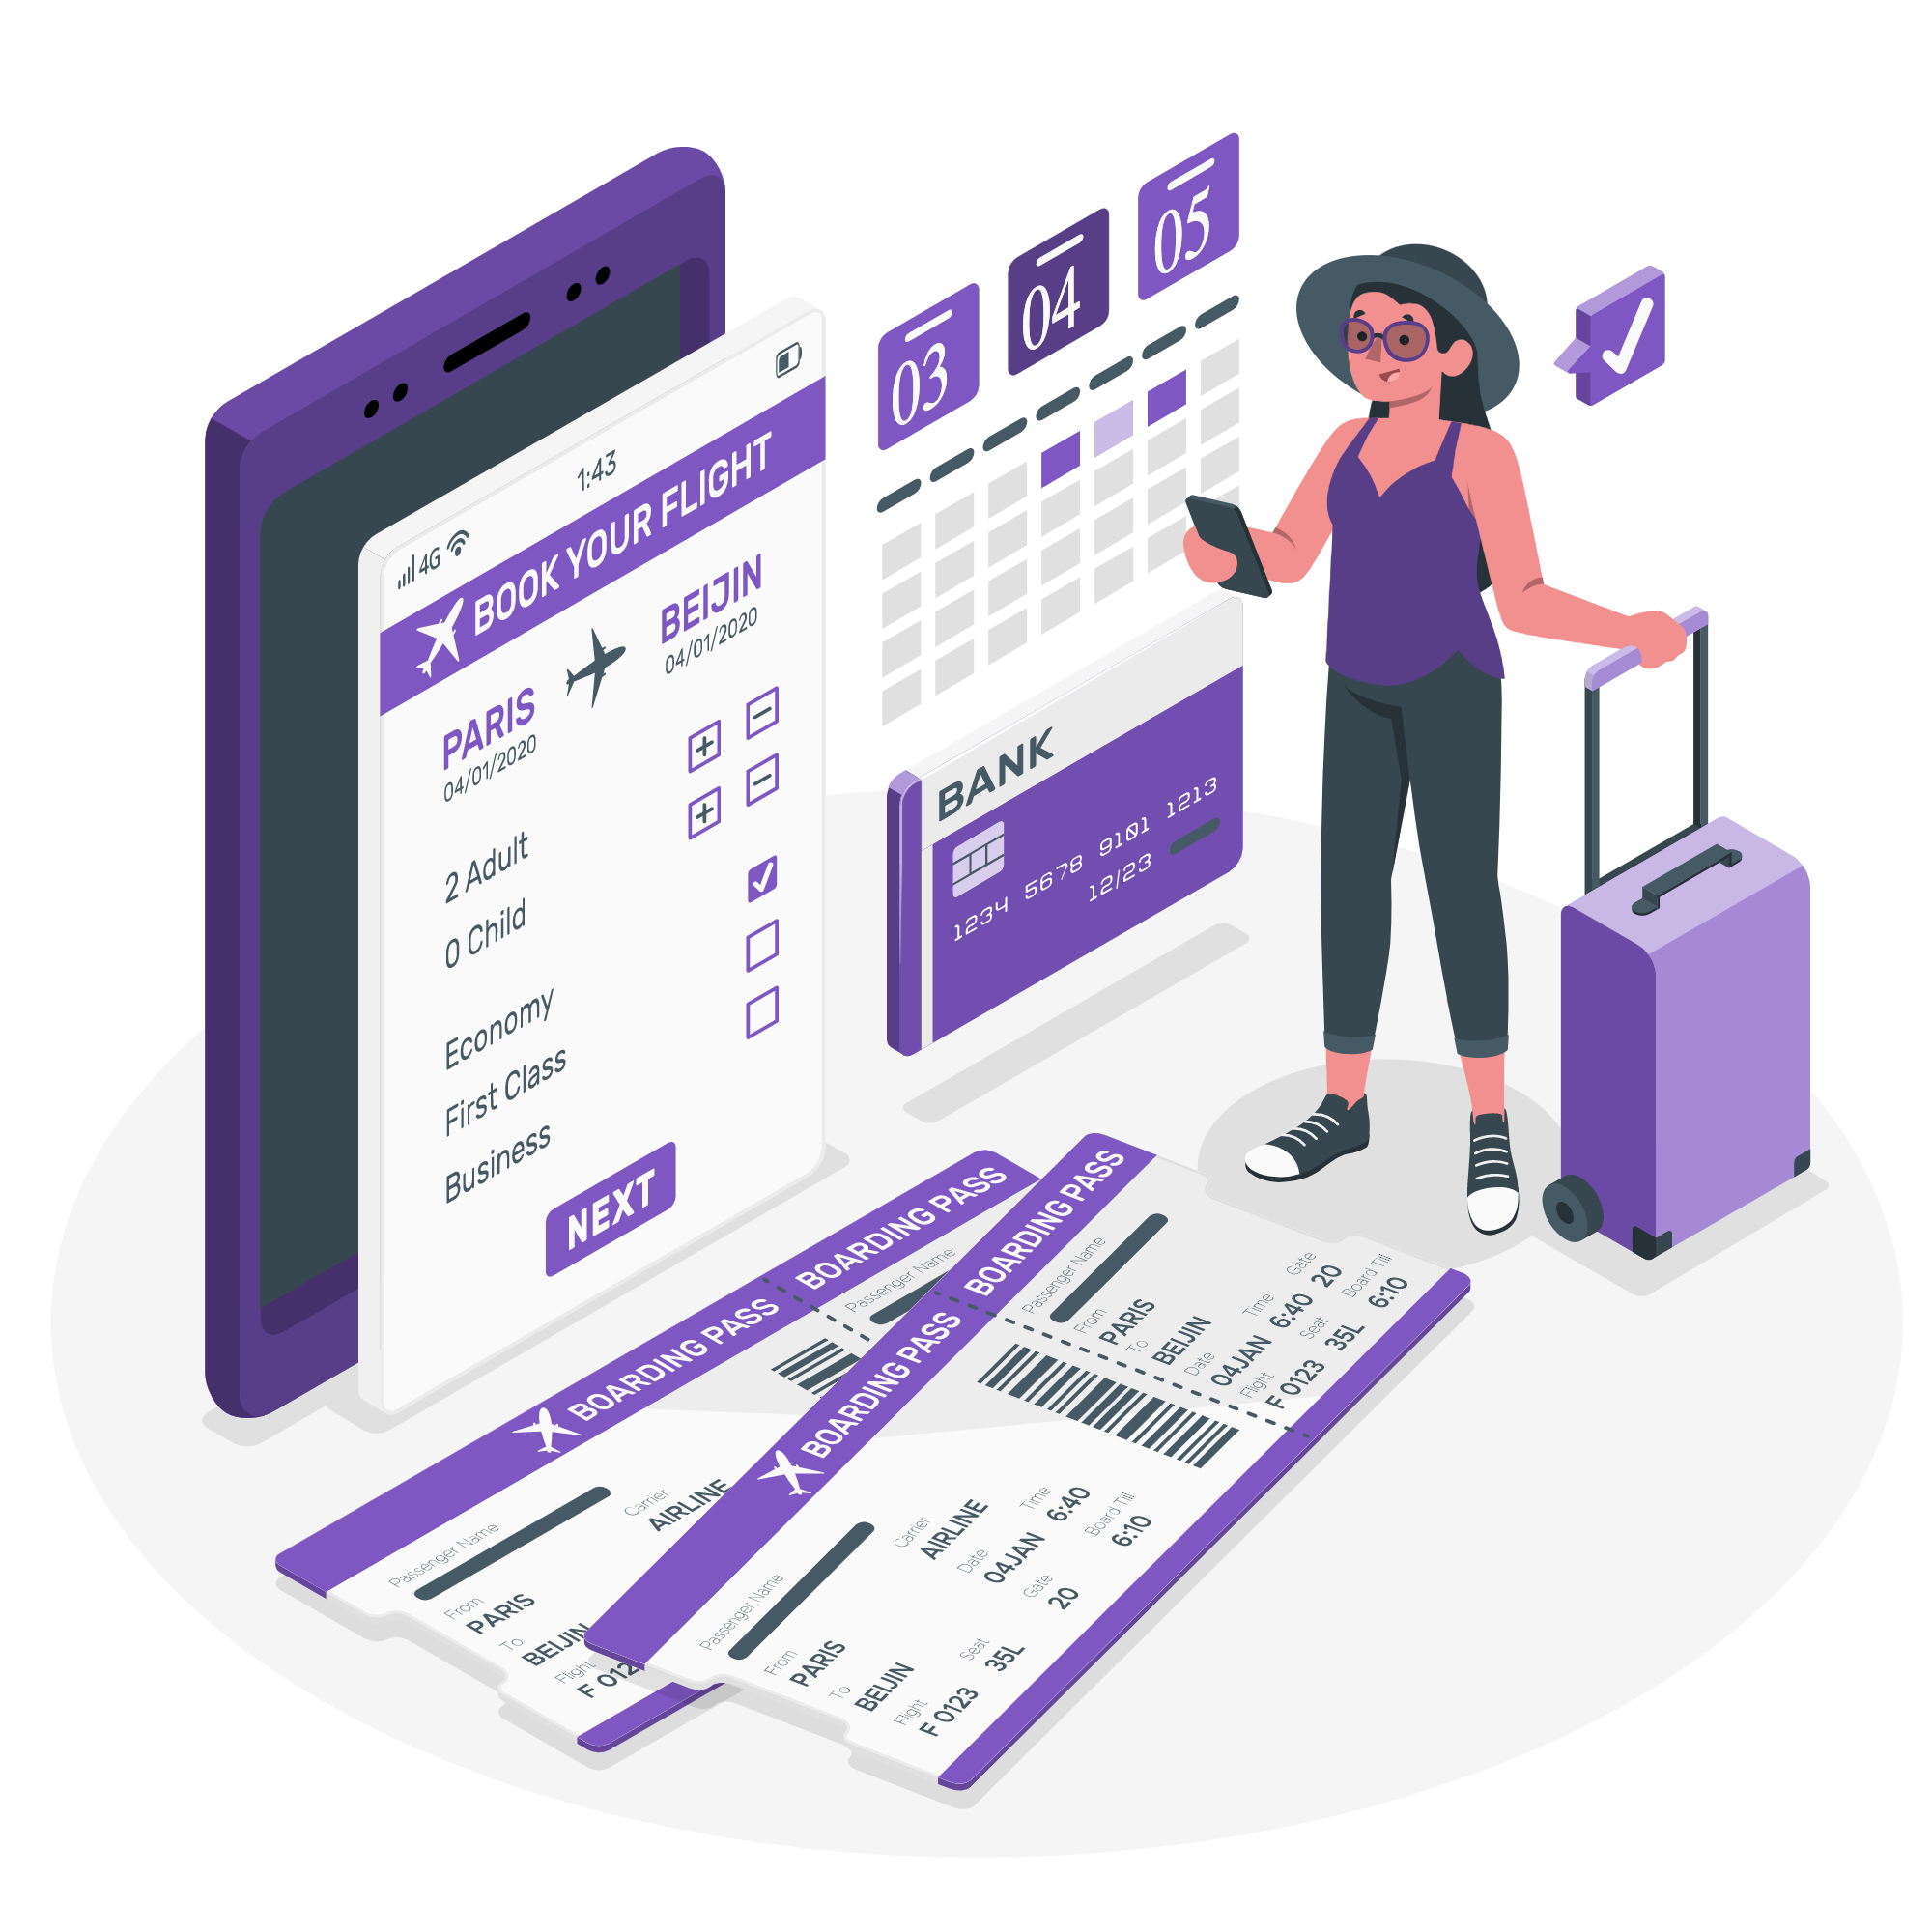 4G
1:43
BOOK YOUR FLIGHT
PARIS
04/01/2020
BEIJIN
04/01/2020
2 Adult
0 Child
Economy
First Class
Business
NEXT
03
04
05
BANK
1234 5678 9101 1213
12/23
BOARDING PASS
BOARDING PASS
Passenger Name
Passenger Name
Carrier
AIRLINE
From
PARIS
To
BEIJIN
Flight
F 012
BOARDING PASS
BOARDING PASS
Passenger Name
From
PARIS
To
BEIJIN
Date
04JAN
Time
6:40
Gate
20
Flight
F 0123
Seat
35L
Board Till
6:10
Passenger Name
Carrier
AIRLINE
From
PARIS
To
BEIJIN
Date
04JAN
Time
6:40
Gate
20
Board Till
6:10
Flight
F 0123
Seat
35L